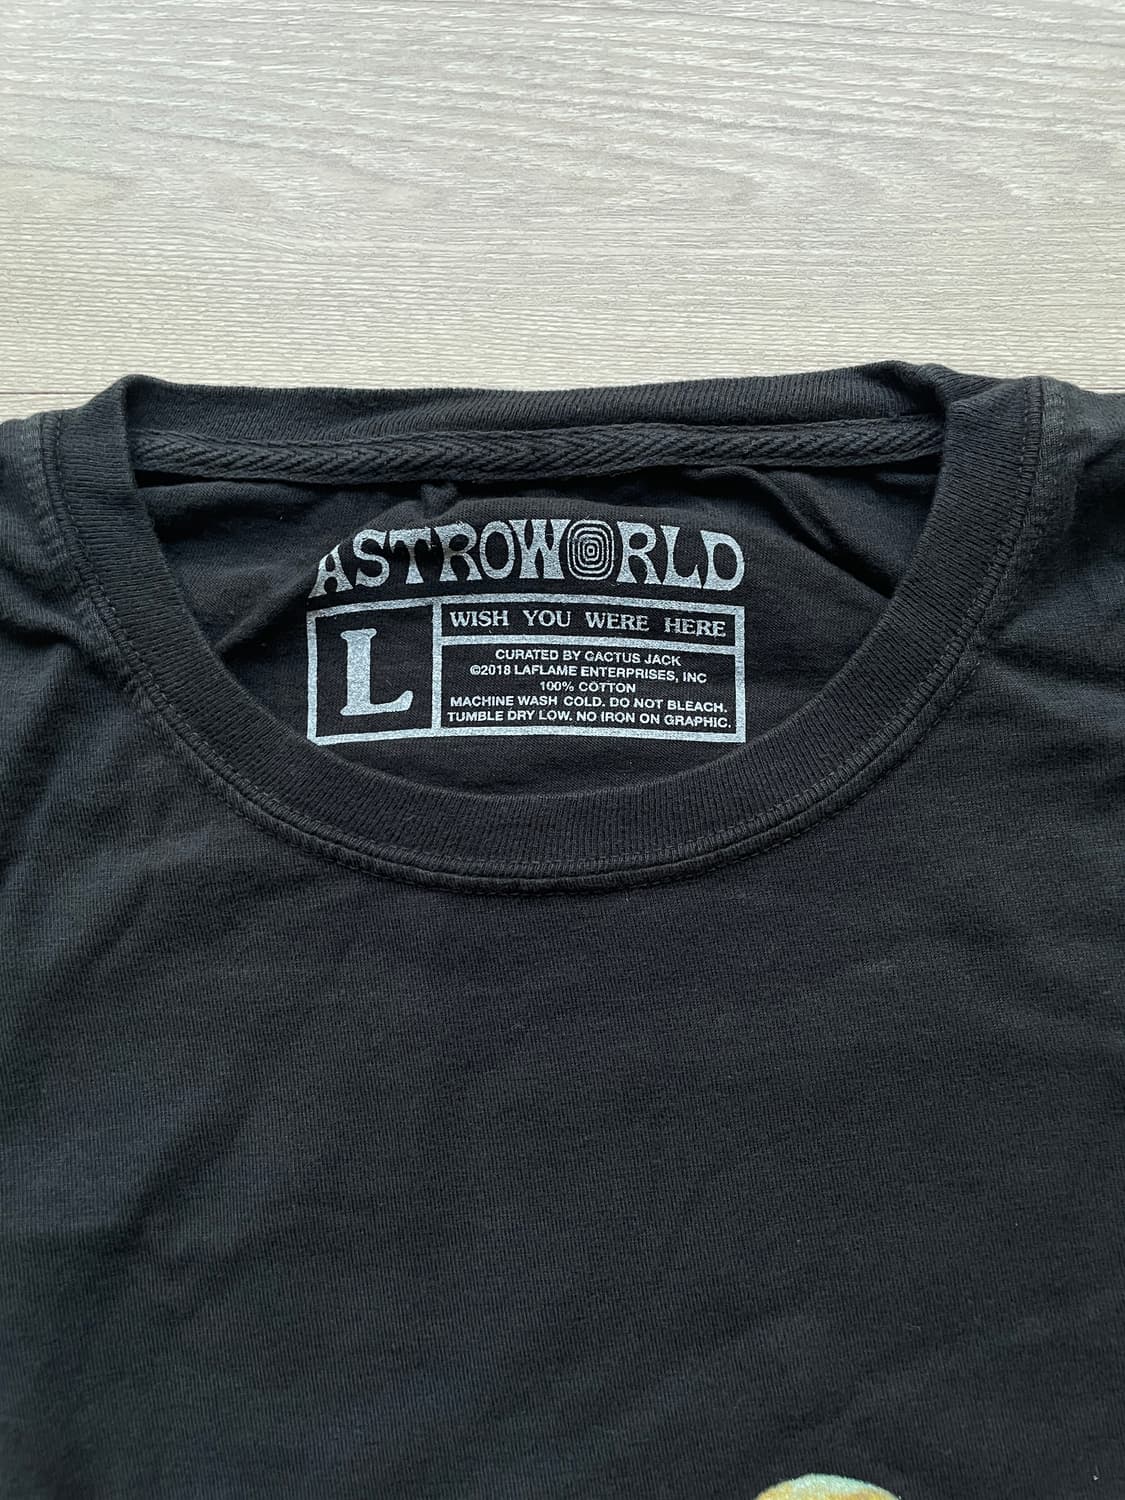 ASTROWORLD
L
WISH YOU WERE HERE
CURATED BY CACTUS JACK
©2018 LAFLAME ENTERPRISES, INC
100% COTTON
MACHINE WASH COLD. DO NOT BLEACH.
TUMBLE DRY LOW. NO IRON ON GRAPHIC.